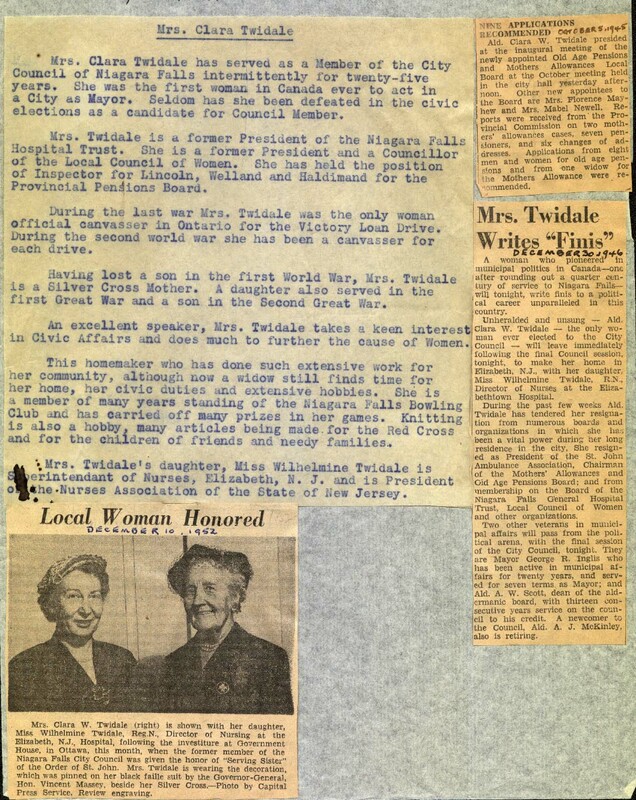 Mrs. Clara Twidale
Mrs. Clara Twidale has served as a Member of the City
Council of Niagara Falls intermittently for twenty-five
years. She was the first woman in Canada ever to act in
a City as Mayor. Seldom has she been defeated in the civic
elections as a candidate for Council Member.
Mrs. Twidale is a former President of the Niagara Falls
Hospital Trust. She is a former President and a Councillor
of the Local Council of Women. She has held the position
of Inspector for Lincoln, Welland and Haldimand for the
Provincial Pensions Board.
During the last war Mrs. Twidale was the only woman
official canvasser in Ontario for the Victory Loan Drive.
During the second world war she has been a canvasser for
each drive.
Having lost a son in the first World War, Mrs. Twidale
is a Silver Cross Mother. A daughter also served in the
first Great War and a son in the Second Great War.
An excellent speaker, Mrs. Twidale takes a keen interest
in Civic Affairs and does much to further the cause of Women.
This homemaker who has done such extensive work for
her community, although now a widow still finds time for
her home, her civic duties and extensive hobbies. She is
a member of many years standing of the Niagara Falls Bowling
Club and has carried off many prizes in her games. Knitting
is also a hobby, many articles being made for the Red Cross
and for the children of friends and needy families.
Mrs. Twidale's daughter, Miss Wilhelmine Twidale is
Superintendant of Nurses, Elizabeth, N. J. and is President
of the Nurses Association of the State of New Jersey.
Local Woman Honored
DECEMBER 10, 1952
Mrs. Clara W. Twidale (right) is shown with her daughter,
Miss Wilhelmine Twidale, Reg.N., Director of Nursing at the
Elizabeth, N.J., Hospital, following the investiture at Government
House, in Ottawa, this month, when the former member of the
Niagara Falls City Council was given the honor of "Serving Sister"
of the Order of St. John. Mrs. Twidale is wearing the decoration,
which was pinned on her black faille suit by the Governor-General,
Hon. Vincent Massey, beside her Silver Cross.—Photo by Capital
Press Service, Review engraving.
NINE APPLICATIONS
RECOMMENDED OCTOBER 5, 1945
Ald. Clara W. Twidale presided
at the inaugural meeting of the
newly appointed Old Age Pensions
and Mothers Allowances Local
Board at the October meeting held
in the city hall yesterday after-
noon. Other new appointees to
the Board are Mrs. Florence May-
hew and Mrs. Mabel Newell. Re-
ports were received from the Pro-
vincial Commission on two moth-
ers' allowances cases, seven pen-
sioners, and six changes of ad-
dresses. Applications from eight
men and women for old age pen-
sions and from one widow for
the Mothers Allowance were re-
commended.
Mrs. Twidale
Writes "Finis"
DECEMBER 30, 1946
A woman who pioneered in
municipal politics in Canada—one
after rounding out a quarter cen-
tury of service to Niagara Falls—
will tonight, write finis to a politi-
cal career unparalleled in this
country.
Unheralded and unsung — Ald.
Clara W. Twidale — the only wo-
man ever elected to the City
Council — will leave immediately
following the final Council session,
tonight, to make her home in
Elizabeth, N.J., with her daughter,
Miss Wilhelmine Twidale, R.N.,
Director of Nurses at the Eliza-
bethtown Hospital.
During the past few weeks Ald.
Twidale has tendered her resigna-
tion from numerous boards and
organizations in which she has
been a vital power during her long
residence in the city. She resign-
ed as President of the St. John
Ambulance Association, Chairman
of the Mothers' Allowances and
Old Age Pensions Board; and from
membership on the Board of the
Niagara Falls General Hospital
Trust, Local Council of Women
and other organizations.
Two other veterans in munici-
pal affairs will pass from the poli-
tical arena, with the final session
of the City Council, tonight. They
are Mayor George R. Inglis who
has been active in municipal af-
fairs for twenty years, and serv-
ed for seven terms as Mayor; and
Ald. A. W. Scott, dean of the ald-
ermanic board, with thirteen con-
secutive years service on the coun-
cil to his credit. A newcomer to
the Council, Ald. A. J. McKinley,
also is retiring.